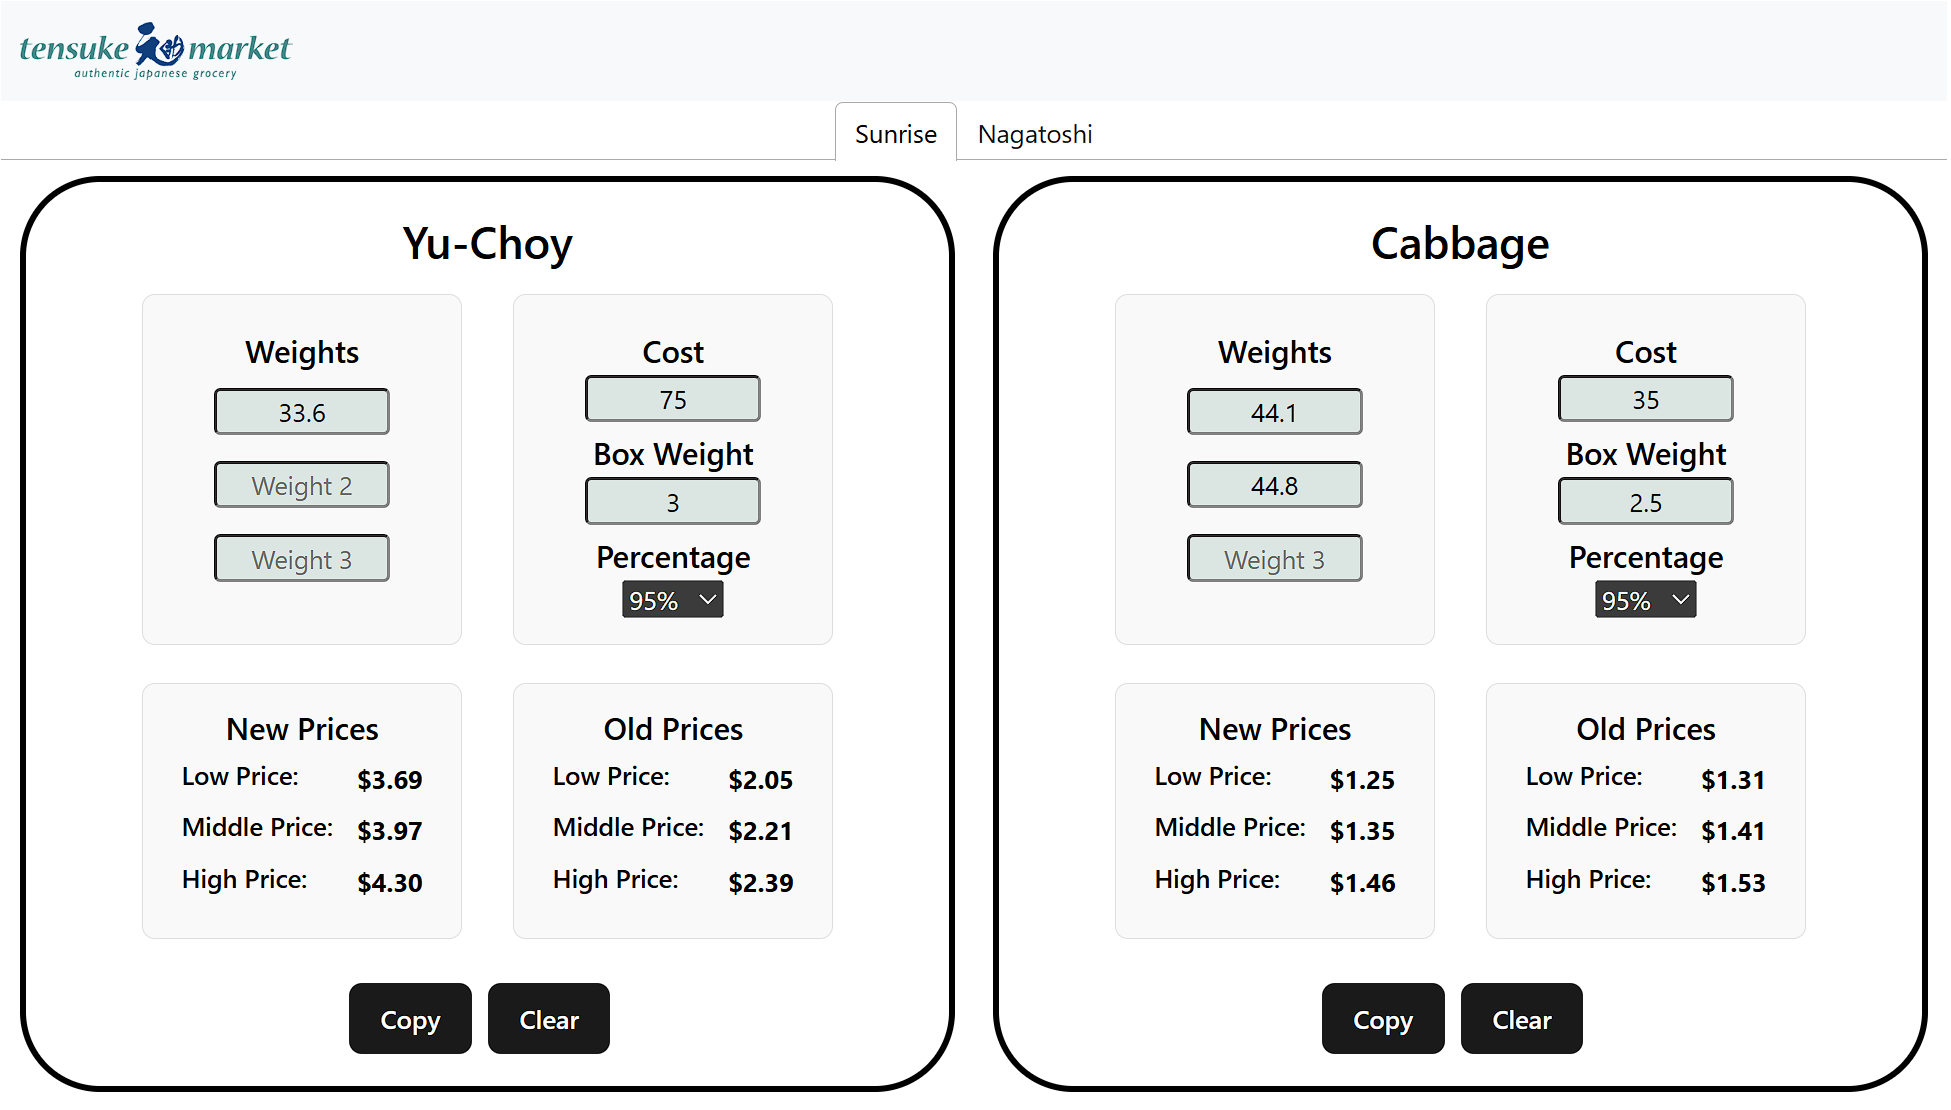 tensuke market
authentic japanese grocery
Sunrise Nagatoshi
Yu-Choy
Weights
33.6
Weight 2
Weight 3
Cost
75
Box Weight
3
Percentage
95%
New Prices
Low Price: $3.69
Middle Price: $3.97
High Price: $4.30
Old Prices
Low Price: $2.05
Middle Price: $2.21
High Price: $2.39
Copy Clear
Cabbage
Weights
44.1
44.8
Weight 3
Cost
35
Box Weight
2.5
Percentage
95%
New Prices
Low Price: $1.25
Middle Price: $1.35
High Price: $1.46
Old Prices
Low Price: $1.31
Middle Price: $1.41
High Price: $1.53
Copy Clear